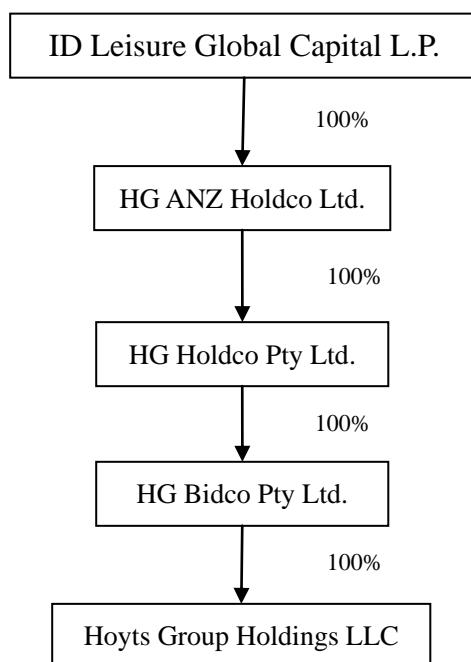 ID Leisure Global Capital L.P.
100%
HG ANZ Holdco Ltd.
100%
HG Holdco Pty Ltd.
100%
HG Bidco Pty Ltd.
100%
Hoyts Group Holdings LLC